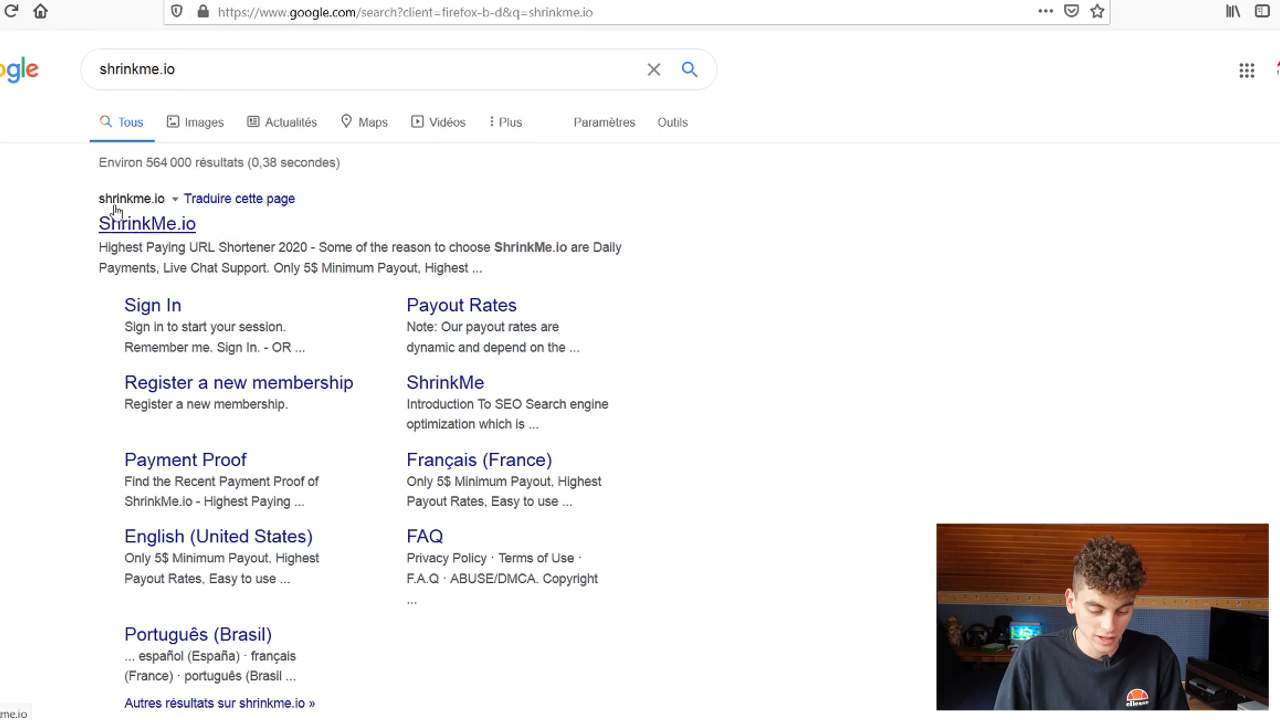 https://www.google.com/search?client=firefox-b-d&q=shrinkme.io
ogle
shrinkme.io
Tous Images Actualités Maps Vidéos Plus Paramètres Outils
Environ 564 000 résultats (0,38 secondes)
shrinkme.io Traduire cette page
ShrinkMe.io
Highest Paying URL Shortener 2020 - Some of the reason to choose ShrinkMe.io are Daily
Payments, Live Chat Support. Only 5$ Minimum Payout, Highest ...
Sign In
Sign in to start your session.
Remember me. Sign In. - OR ...
Payout Rates
Note: Our payout rates are
dynamic and depend on the ...
Register a new membership
Register a new membership.
ShrinkMe
Introduction To SEO Search engine
optimization which is ...
Payment Proof
Find the Recent Payment Proof of
ShrinkMe.io - Highest Paying ...
Français (France)
Only 5$ Minimum Payout, Highest
Payout Rates, Easy to use ...
English (United States)
Only 5$ Minimum Payout, Highest
Payout Rates, Easy to use ...
FAQ
Privacy Policy · Terms of Use ·
F.A.Q · ABUSE/DMCA. Copyright
...
Português (Brasil)
... español (España) · français
(France) · português (Brasil ...
Autres résultats sur shrinkme.io »
me.io
ellesse